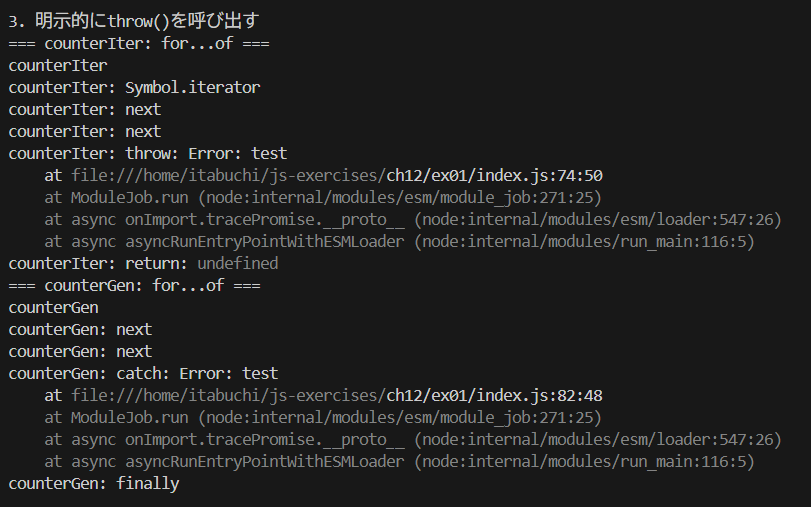 3. 明示的にthrow()を呼び出す
=== counterIter: for...of ===
counterIter
counterIter: Symbol.iterator
counterIter: next
counterIter: next
counterIter: throw: Error: test
    at file:///home/itabuchi/js-exercises/ch12/ex01/index.js:74:50
    at ModuleJob.run (node:internal/modules/esm/module_job:271:25)
    at async onImport.tracePromise.__proto__ (node:internal/modules/esm/loader:547:26)
    at async asyncRunEntryPointWithESMLoader (node:internal/modules/run_main:116:5)
counterIter: return: undefined
=== counterGen: for...of ===
counterGen
counterGen: next
counterGen: next
counterGen: catch: Error: test
    at file:///home/itabuchi/js-exercises/ch12/ex01/index.js:82:48
    at ModuleJob.run (node:internal/modules/esm/module_job:271:25)
    at async onImport.tracePromise.__proto__ (node:internal/modules/esm/loader:547:26)
    at async asyncRunEntryPointWithESMLoader (node:internal/modules/run_main:116:5)
counterGen: finally